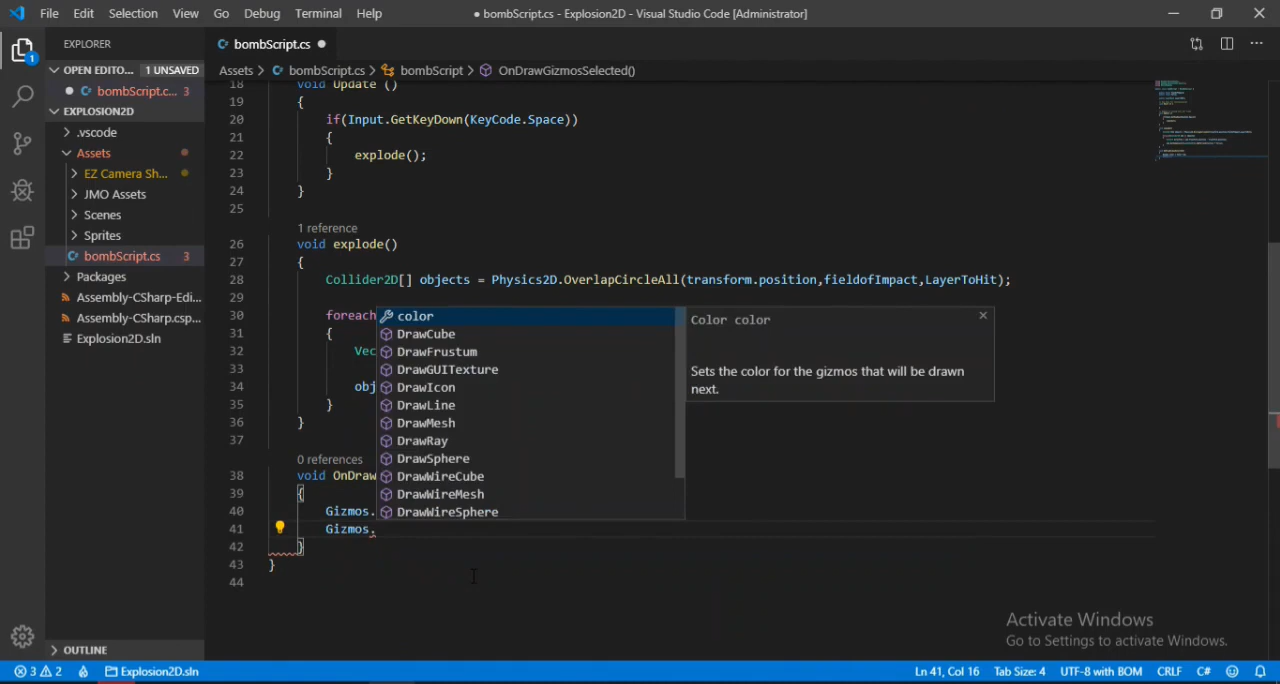 File Edit Selection View Go Debug Terminal Help
● bombScript.cs - Explosion2D - Visual Studio Code [Administrator]
EXPLORER
OPEN EDITO... 1 UNSAVED
bombScript.c... 3
EXPLOSION2D
.vscode
Assets
EZ Camera Sh...
JMO Assets
Scenes
Sprites
bombScript.cs 3
Packages
Assembly-CSharp-Edi...
Assembly-CSharp.csp...
Explosion2D.sln
OUTLINE
1
bombScript.cs ●
Assets > bombScript.cs > bombScript > OnDrawGizmosSelected()
18 void Update ()
19 {
20 if(Input.GetKeyDown(KeyCode.Space))
21 {
22 explode();
23 }
24 }
25
1 reference
26 void explode()
27 {
28 Collider2D[] objects = Physics2D.OverlapCircleAll(transform.position,fieldofImpact,LayerToHit);
29
30 foreach
31 {
32 Vec
33
34 obj
35 }
36 }
37
0 references
38 void OnDraw
39 {
40 Gizmos.
41 Gizmos.
42 }
43 }
44
color
DrawCube
DrawFrustum
DrawGUITexture
DrawIcon
DrawLine
DrawMesh
DrawRay
DrawSphere
DrawWireCube
DrawWireMesh
DrawWireSphere
Color color
Sets the color for the gizmos that will be drawn
next.
Activate Windows
Go to Settings to activate Windows.
3 2 Explosion2D.sln Ln 41, Col 16 Tab Size: 4 UTF-8 with BOM CRLF C#